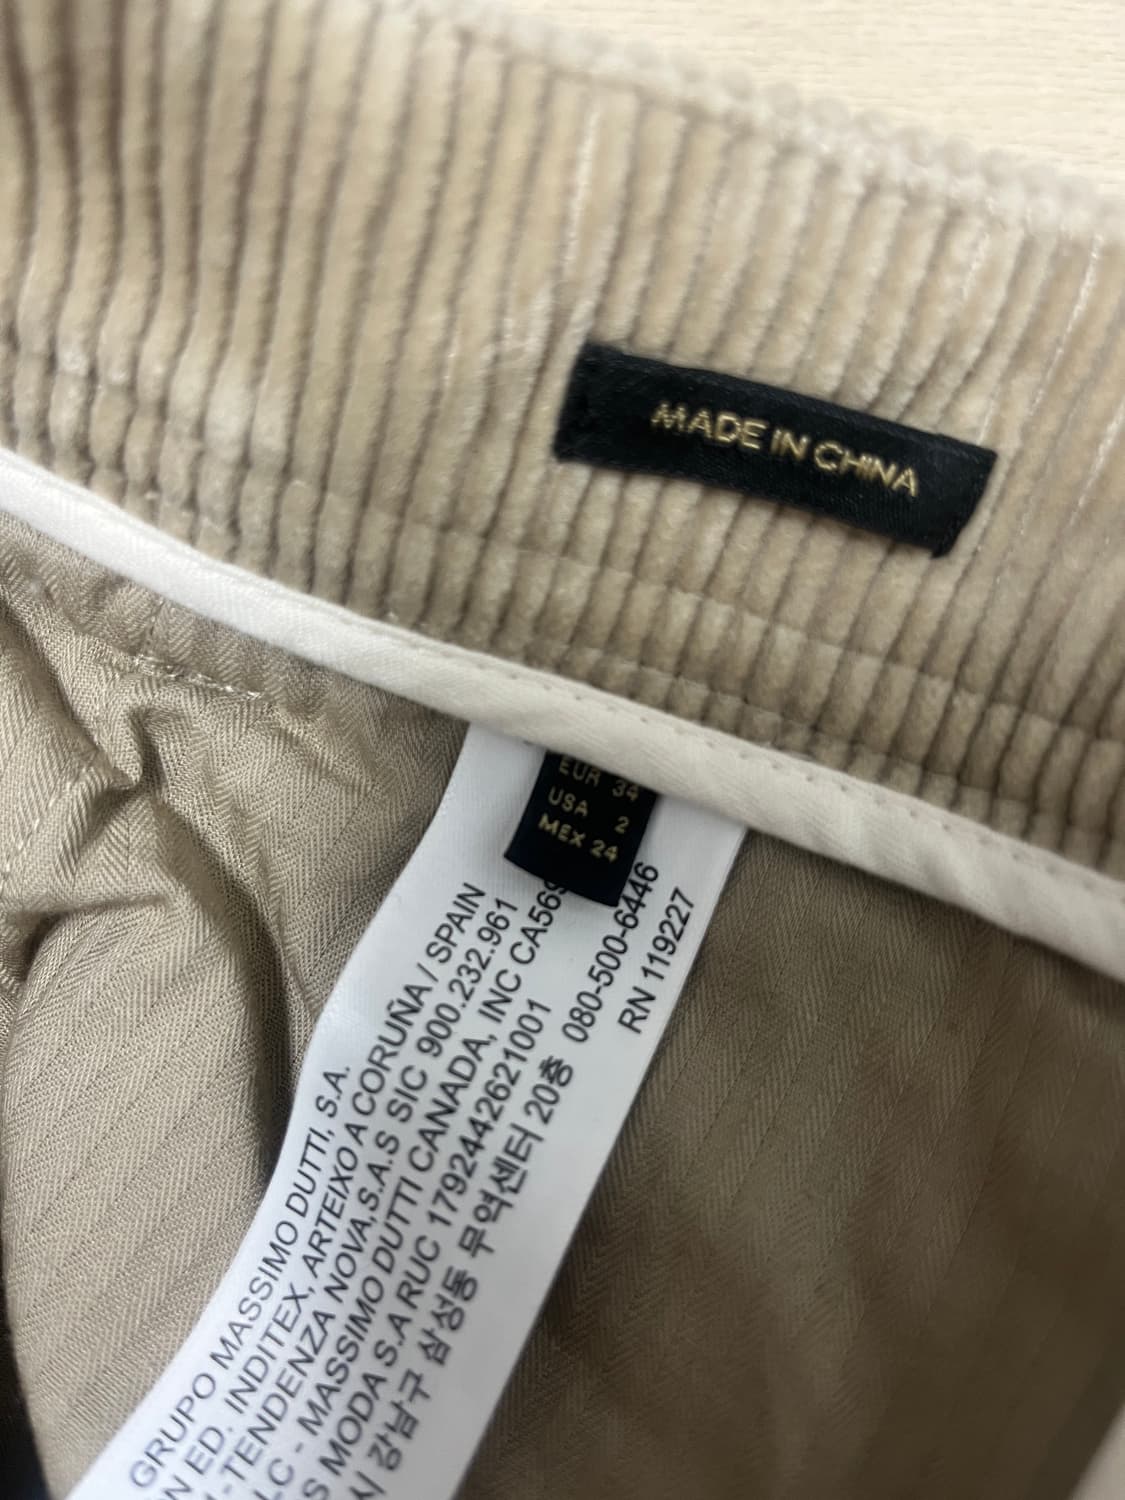 MADE IN CHINA
EUR 34
USA 2
MEX 24
GRUPO MASSIMO DUTTI, S.A.
ED. INDITEX, ARTEIXO A CORUÑA / SPAIN
- TENDENZA NOVA,S.A.S SIC 900.232.961
- MASSIMO DUTTI CANADA, INC
MODA S.A RUC 1792442621001
강남구 삼성동 무역센터 20층 080-500-6446
RN 119227